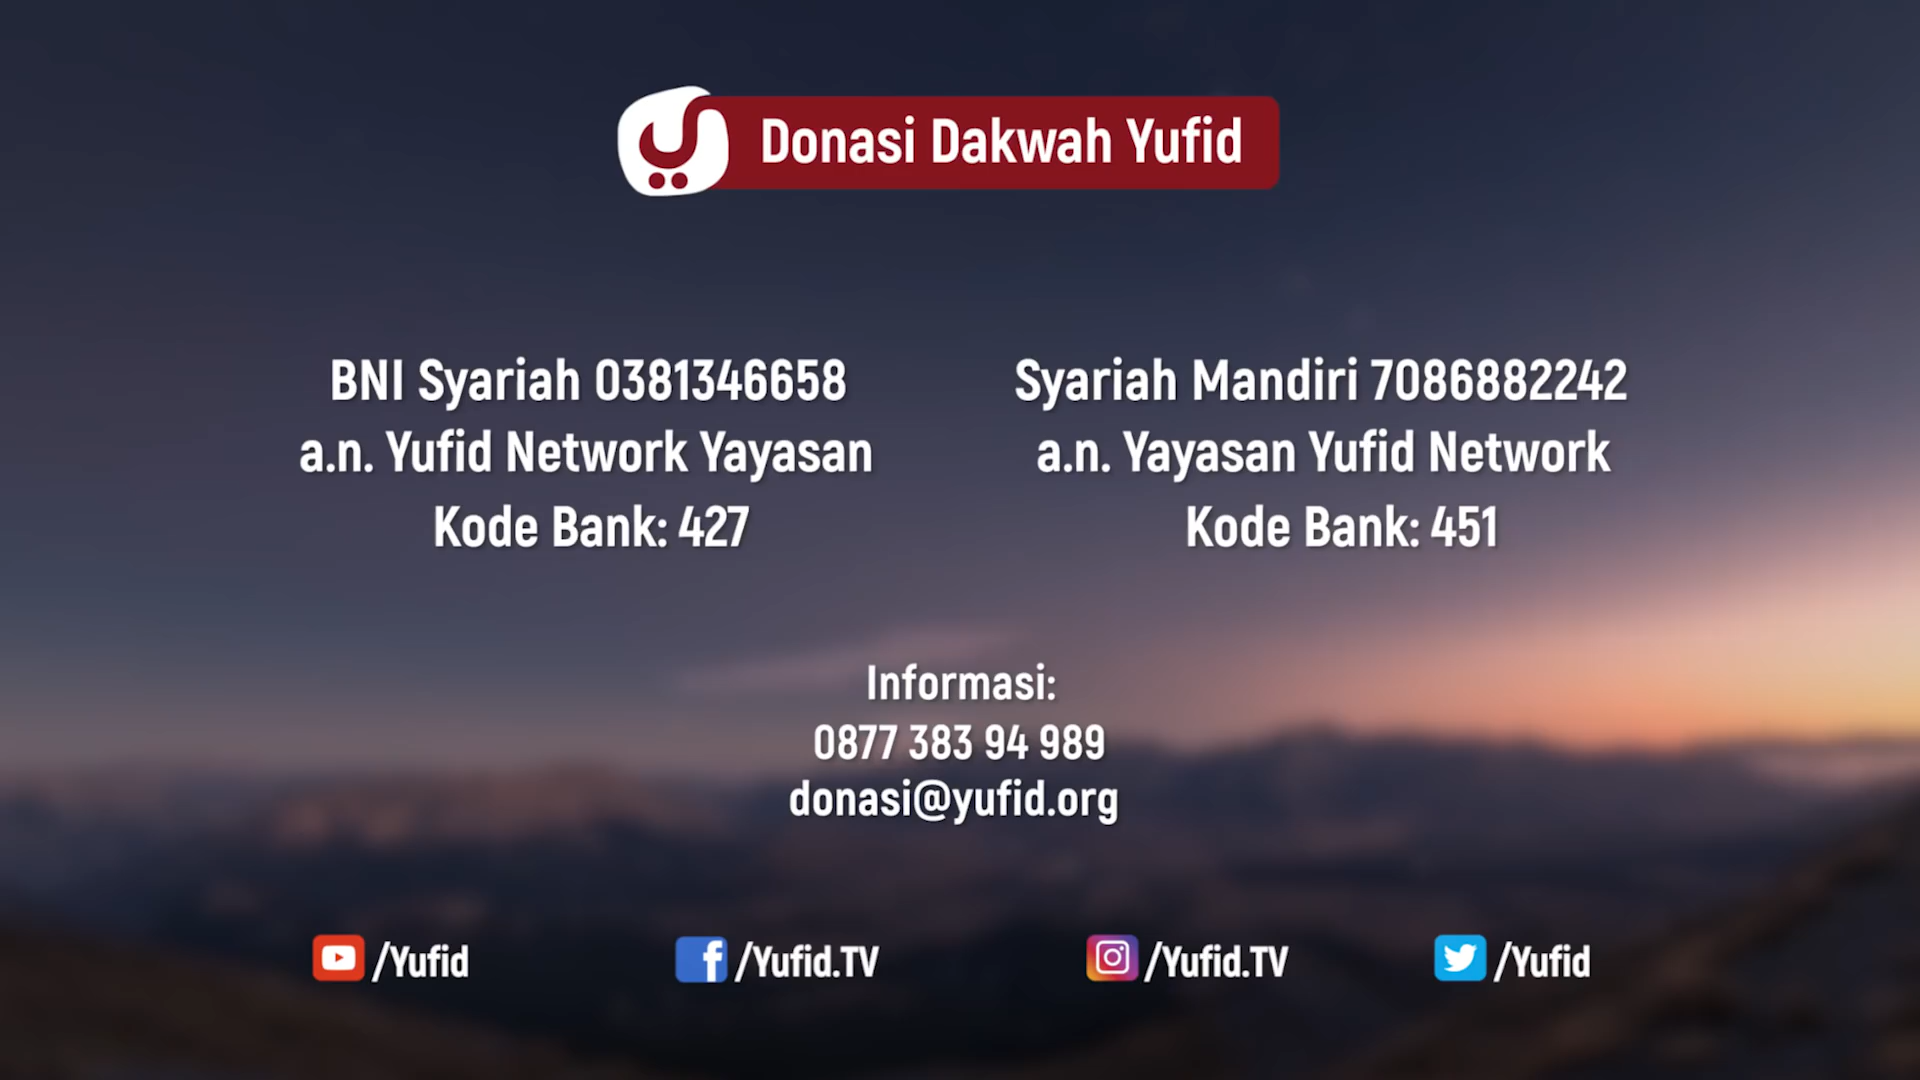 Donasi Dakwah Yufid
BNI Syariah 0381346658
a.n. Yufid Network Yayasan
Kode Bank: 427
Syariah Mandiri 7086882242
a.n. Yayasan Yufid Network
Kode Bank: 451
Informasi:
0877 383 94 989
donasi@yufid.org
/Yufid
/Yufid.TV
/Yufid.TV
/Yufid